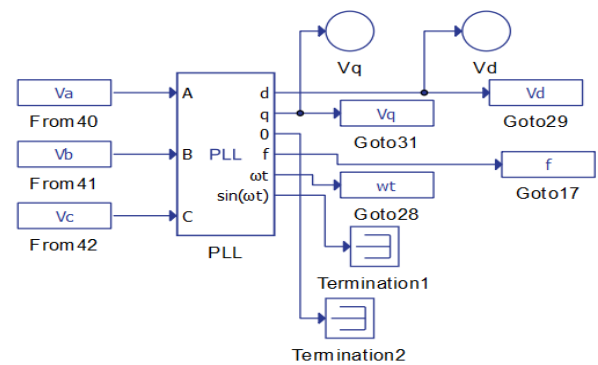 Vq
Vd
Va
From40
A
d
Vd
Goto29
q
Vq
Goto31
0
Vb
From41
B
PLL
f
f
Goto17
ωt
wt
Goto28
sin(ωt)
Vc
From42
C
PLL
Termination1
Termination2